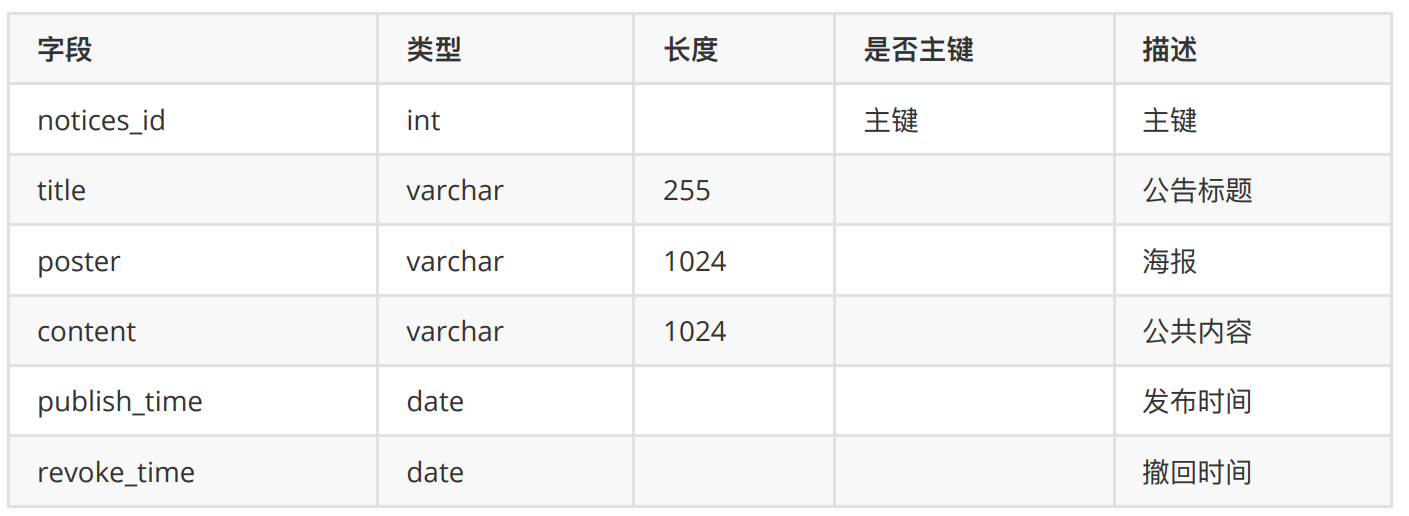 字段 类型 长度 是否主键 描述
notices_id int 主键 主键
title varchar 255 公告标题
poster varchar 1024 海报
content varchar 1024 公共内容
publish_time date 发布时间
revoke_time date 撤回时间